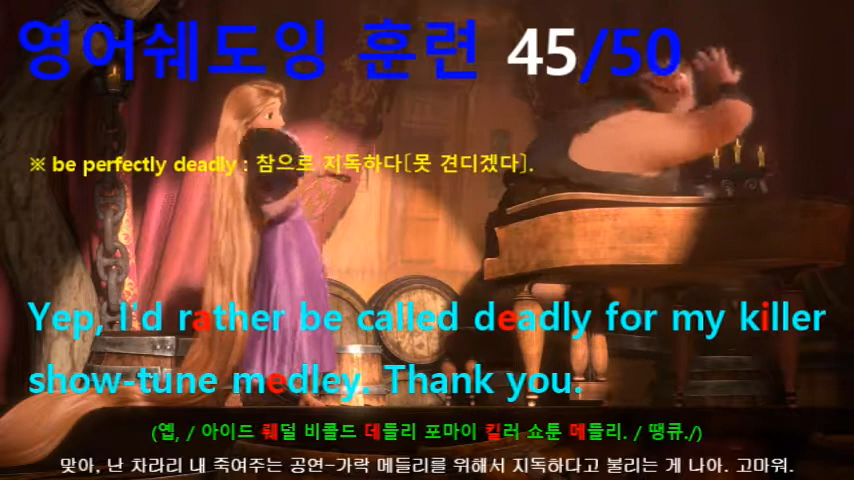 영어쉐도잉 훈련 45/50
※ be perfectly deadly : 참으로 지독하다[못 견디겠다].
Yep, I'd rather be called deadly for my killer
show-tune medley. Thank you.
(옙, / 아이드 뤠덜 비콜드 데들리 포마이 킬러 쇼툰 메들리. / 땡큐./)
맞아, 난 차라리 내 죽여주는 공연-가락 메들리를 위해서 지독하다고 불리는 게 나아. 고마워.